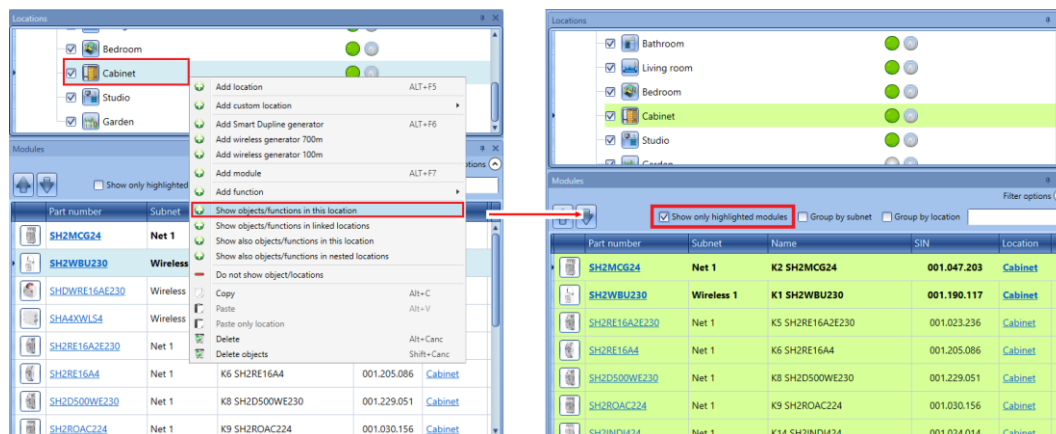 Locations
Bedroom
Cabinet
Studio
Garden
Add location ALT+F5
Add custom location
Add Smart Dupline generator ALT+F6
Add wireless generator 700m
Add wireless generator 100m
Add module ALT+F7
Add function
Show objects/functions in this location
Show objects/functions in linked locations
Show also objects/functions in this location
Show also objects/functions in nested locations
Do not show object/locations
Copy Alt+C
Paste Alt+V
Paste only location
Delete Alt+Canc
Delete objects Shift+Canc
Modules
Show only highlighted
Part number Subnet
SH2MCG24 Net 1
SH2WBU230 Wireless
SHDWRE16AE230 Wireless
SHA4XWLS4 Wireless
SH2RE16A2E230 Net 1
SH2RE16A4 Net 1 K6 SH2RE16A4 001.205.086 Cabinet
SH2D500WE230 Net 1 K8 SH2D500WE230 001.229.051 Cabinet
SH2ROAC224 Net 1 K9 SH2ROAC224 001.030.156 Cabinet
Locations
Bathroom
Living room
Bedroom
Cabinet
Studio
Garden
Modules
Filter options
Show only highlighted modules Group by subnet Group by location
Part number Subnet Name SIN Location
SH2MCG24 Net 1 K2 SH2MCG24 001.047.203 Cabinet
SH2WBU230 Wireless 1 K1 SH2WBU230 001.190.117 Cabinet
SH2RE16A2E230 Net 1 K5 SH2RE16A2E230 001.023.236 Cabinet
SH2RE16A4 Net 1 K6 SH2RE16A4 001.205.086 Cabinet
SH2D500WE230 Net 1 K8 SH2D500WE230 001.229.051 Cabinet
SH2ROAC224 Net 1 K9 SH2ROAC224 001.030.156 Cabinet
SH2INDI424 Net 1 K14 SH2INDI424 001.024.014 Cabinet